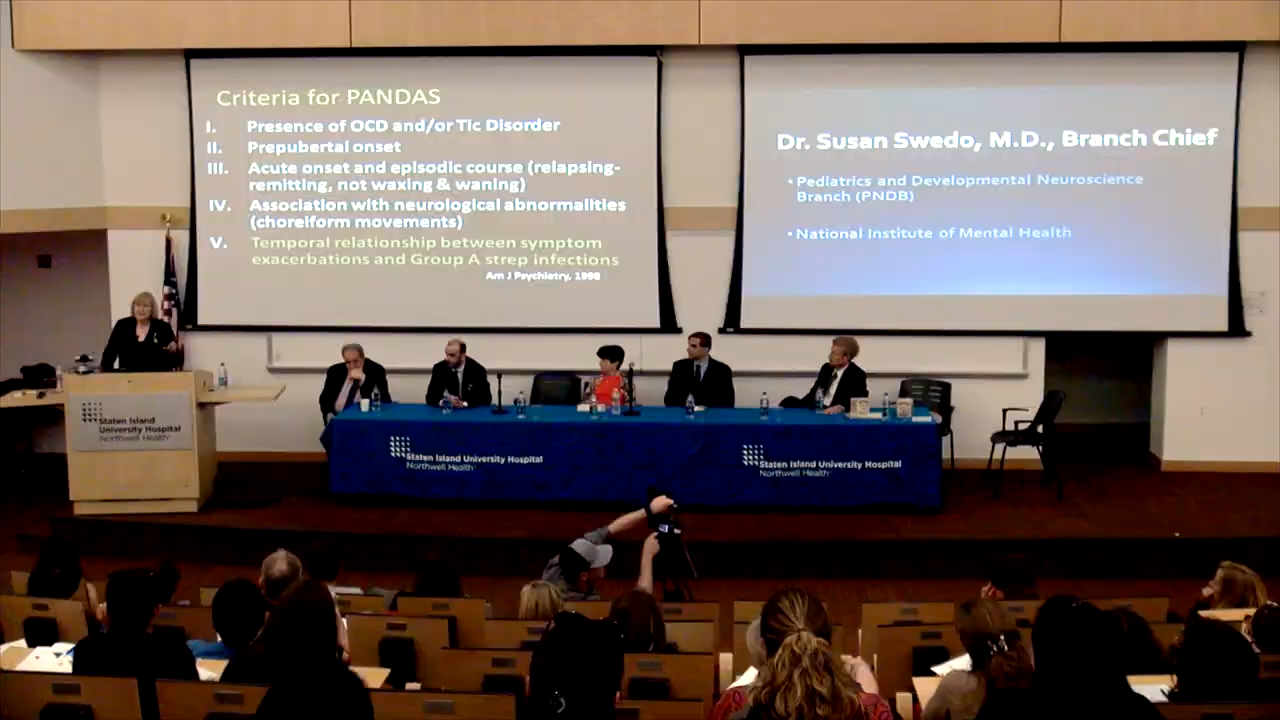 Criteria for PANDAS
I. Presence of OCD and/or Tic Disorder
II. Prepubertal onset
III. Acute onset and episodic course (relapsing-
remitting, not waxing & waning)
IV. Association with neurological abnormalities
(choreiform movements)
V. Temporal relationship between symptom
exacerbations and Group A strep infections
Am J Psychiatry, 1998
Dr. Susan Swedo, M.D., Branch Chief
• Pediatrics and Developmental Neuroscience
Branch (PNDB)
• National Institute of Mental Health
Staten Island
University Hospital
Northwell Health
Staten Island University Hospital
Northwell Health
Staten Island University Hospital
Northwell Health